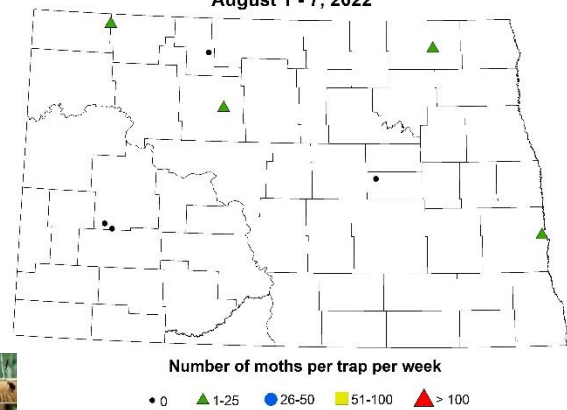 August 1 - 7, 2022
Number of moths per trap per week
0 1-25 26-50 51-100 > 100